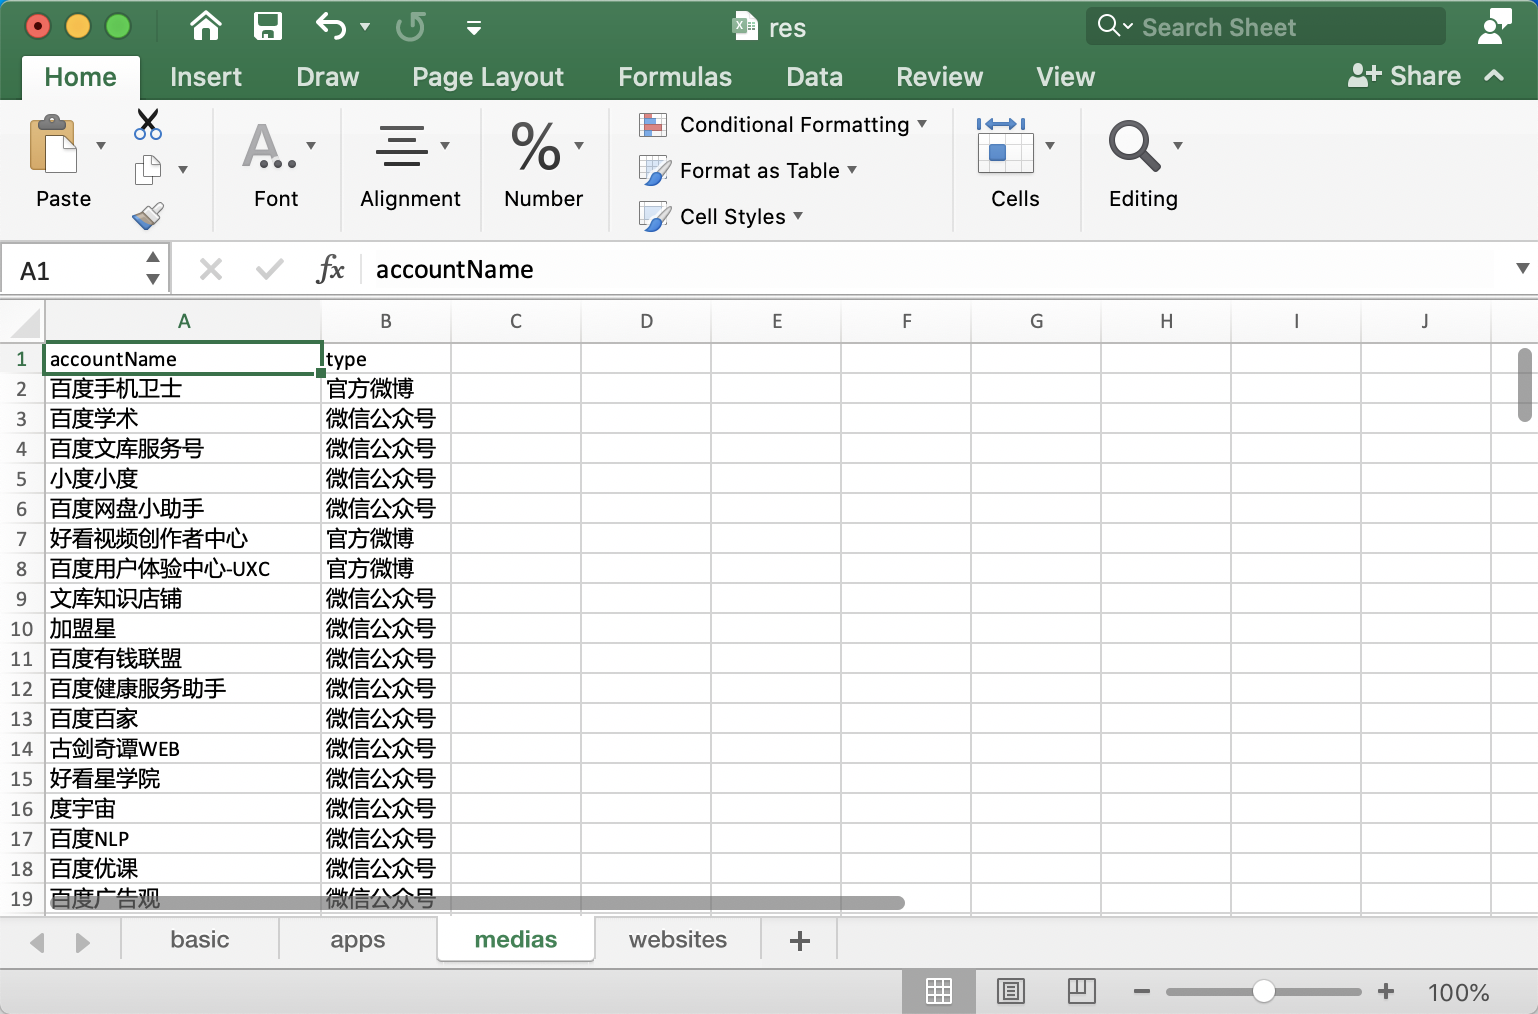 res
Search Sheet
Home Insert Draw Page Layout Formulas Data Review View Share
Paste
Font
Alignment
%
Number
Conditional Formatting
Format as Table
Cell Styles
Cells
Editing
A1 fx accountName
A B C D E F G H I J
1 accountName type
2 百度手机卫士 官方微博
3 百度学术 微信公众号
4 百度文库服务号 微信公众号
5 小度小度 微信公众号
6 百度网盘小助手 微信公众号
7 好看视频创作者中心 官方微博
8 百度用户体验中心-UXC 官方微博
9 文库知识店铺 微信公众号
10 加盟星 微信公众号
11 百度有钱联盟 微信公众号
12 百度健康服务助手 微信公众号
13 百度百家 微信公众号
14 古剑奇谭WEB 微信公众号
15 好看星学院 微信公众号
16 度宇宙 微信公众号
17 百度NLP 微信公众号
18 百度优课 微信公众号
19 百度广告观 微信公众号
basic apps medias websites +
100%